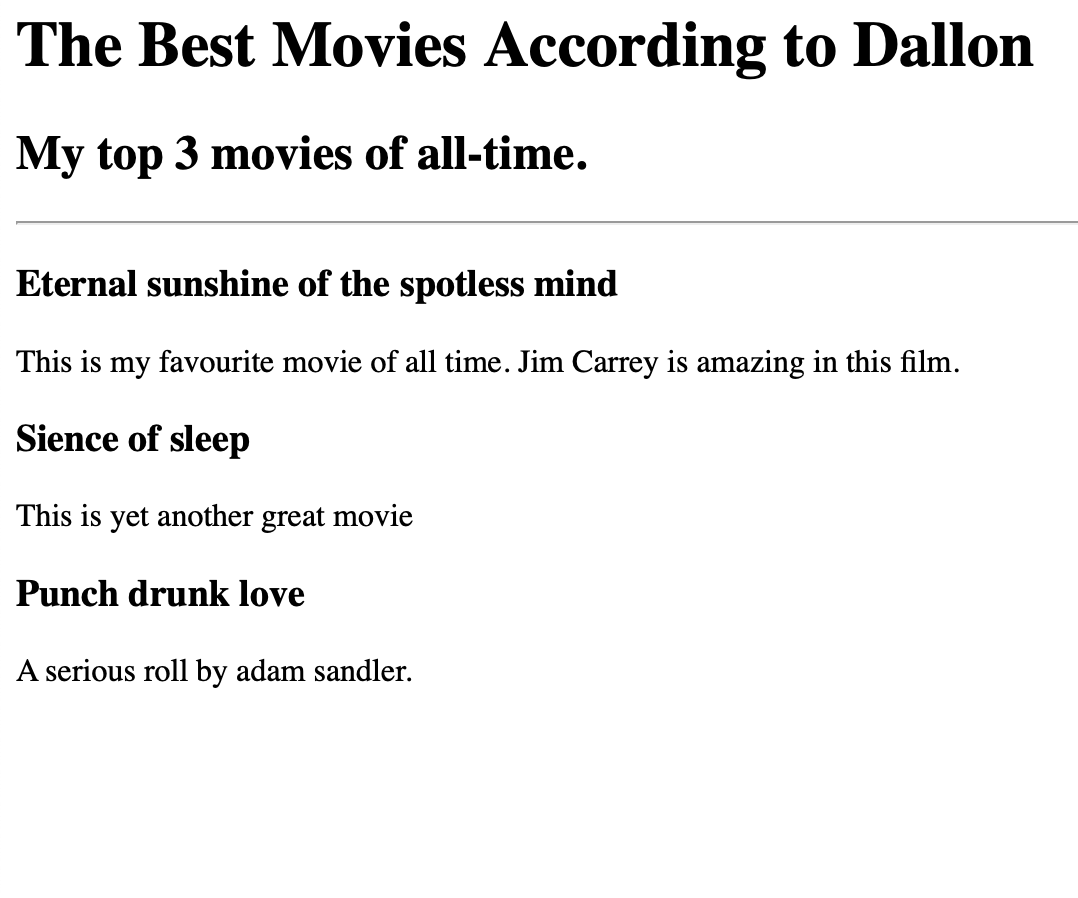 The Best Movies According to Dallon
My top 3 movies of all-time.
Eternal sunshine of the spotless mind
This is my favourite movie of all time. Jim Carrey is amazing in this film.
Sience of sleep
This is yet another great movie
Punch drunk love
A serious roll by adam sandler.